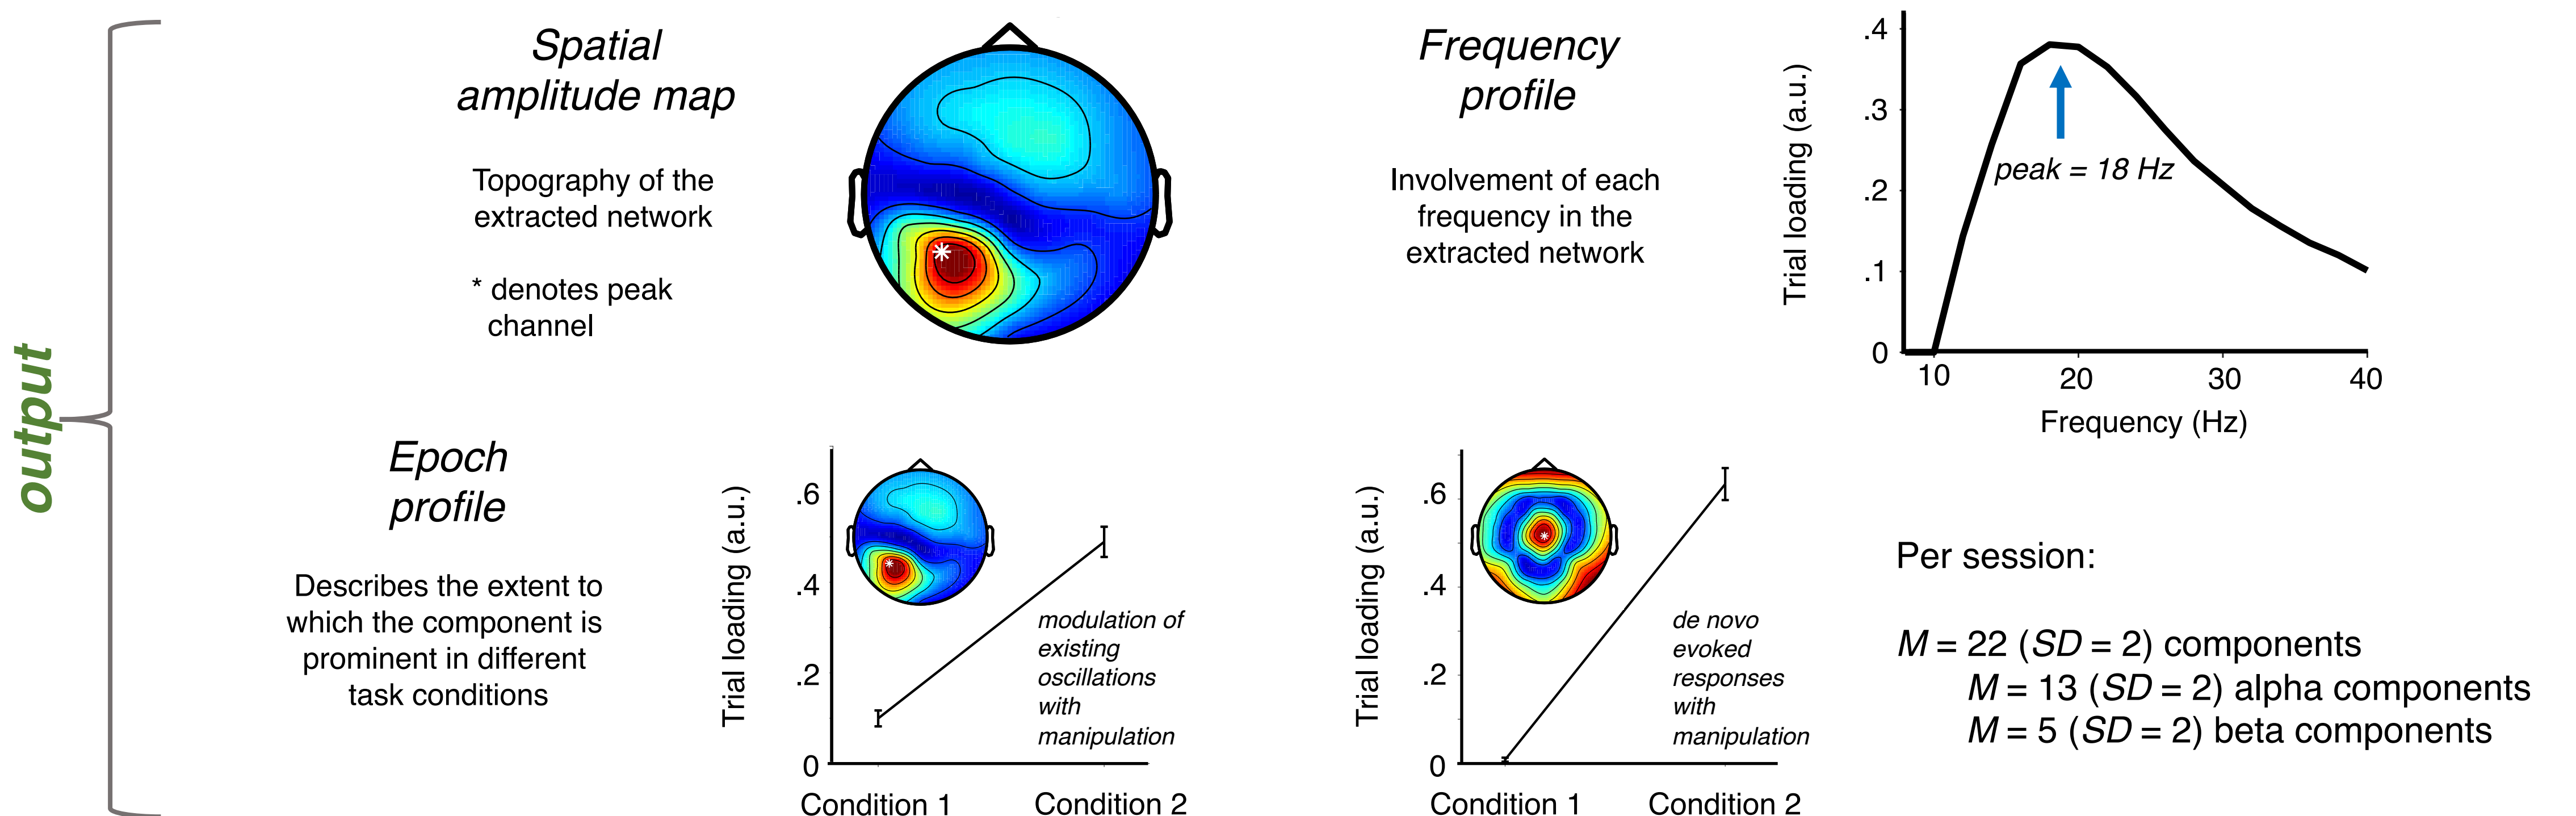 output
Spatial
amplitude map
Topography of the
extracted network
* denotes peak
channel
Frequency
profile
Involvement of each
frequency in the
extracted network
Trial loading (a.u.)
.4
.3
.2
.1
0
peak = 18 Hz
10 20 30 40
Frequency (Hz)
Epoch
profile
Describes the extent to
which the component is
prominent in different
task conditions
Trial loading (a.u.)
.6
.4
.2
0
*
modulation of
existing
oscillations
with
manipulation
Condition 1 Condition 2
Trial loading (a.u.)
.6
.4
.2
0
*
de novo
evoked
responses
with
manipulation
Condition 1 Condition 2
Per session:
M = 22 (SD = 2) components
M = 13 (SD = 2) alpha components
M = 5 (SD = 2) beta components